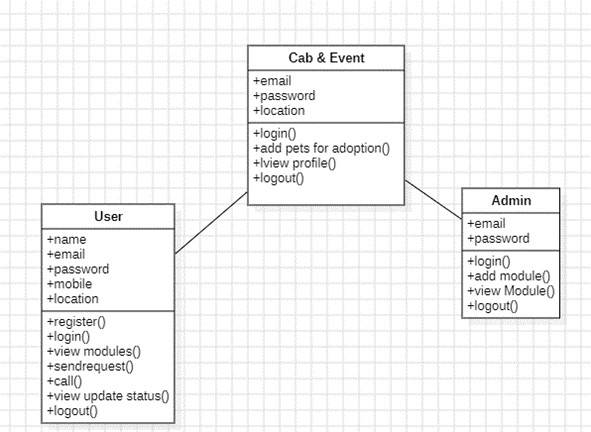 Cab & Event
+email
+password
+location
+login()
+add pets for adoption()
+lview profile()
+logout()
User
+name
+email
+password
+mobile
+location
+register()
+login()
+view modules()
+sendrequest()
+call()
+view update status()
+logout()
Admin
+email
+password
+login()
+add module()
+view Module()
+logout()